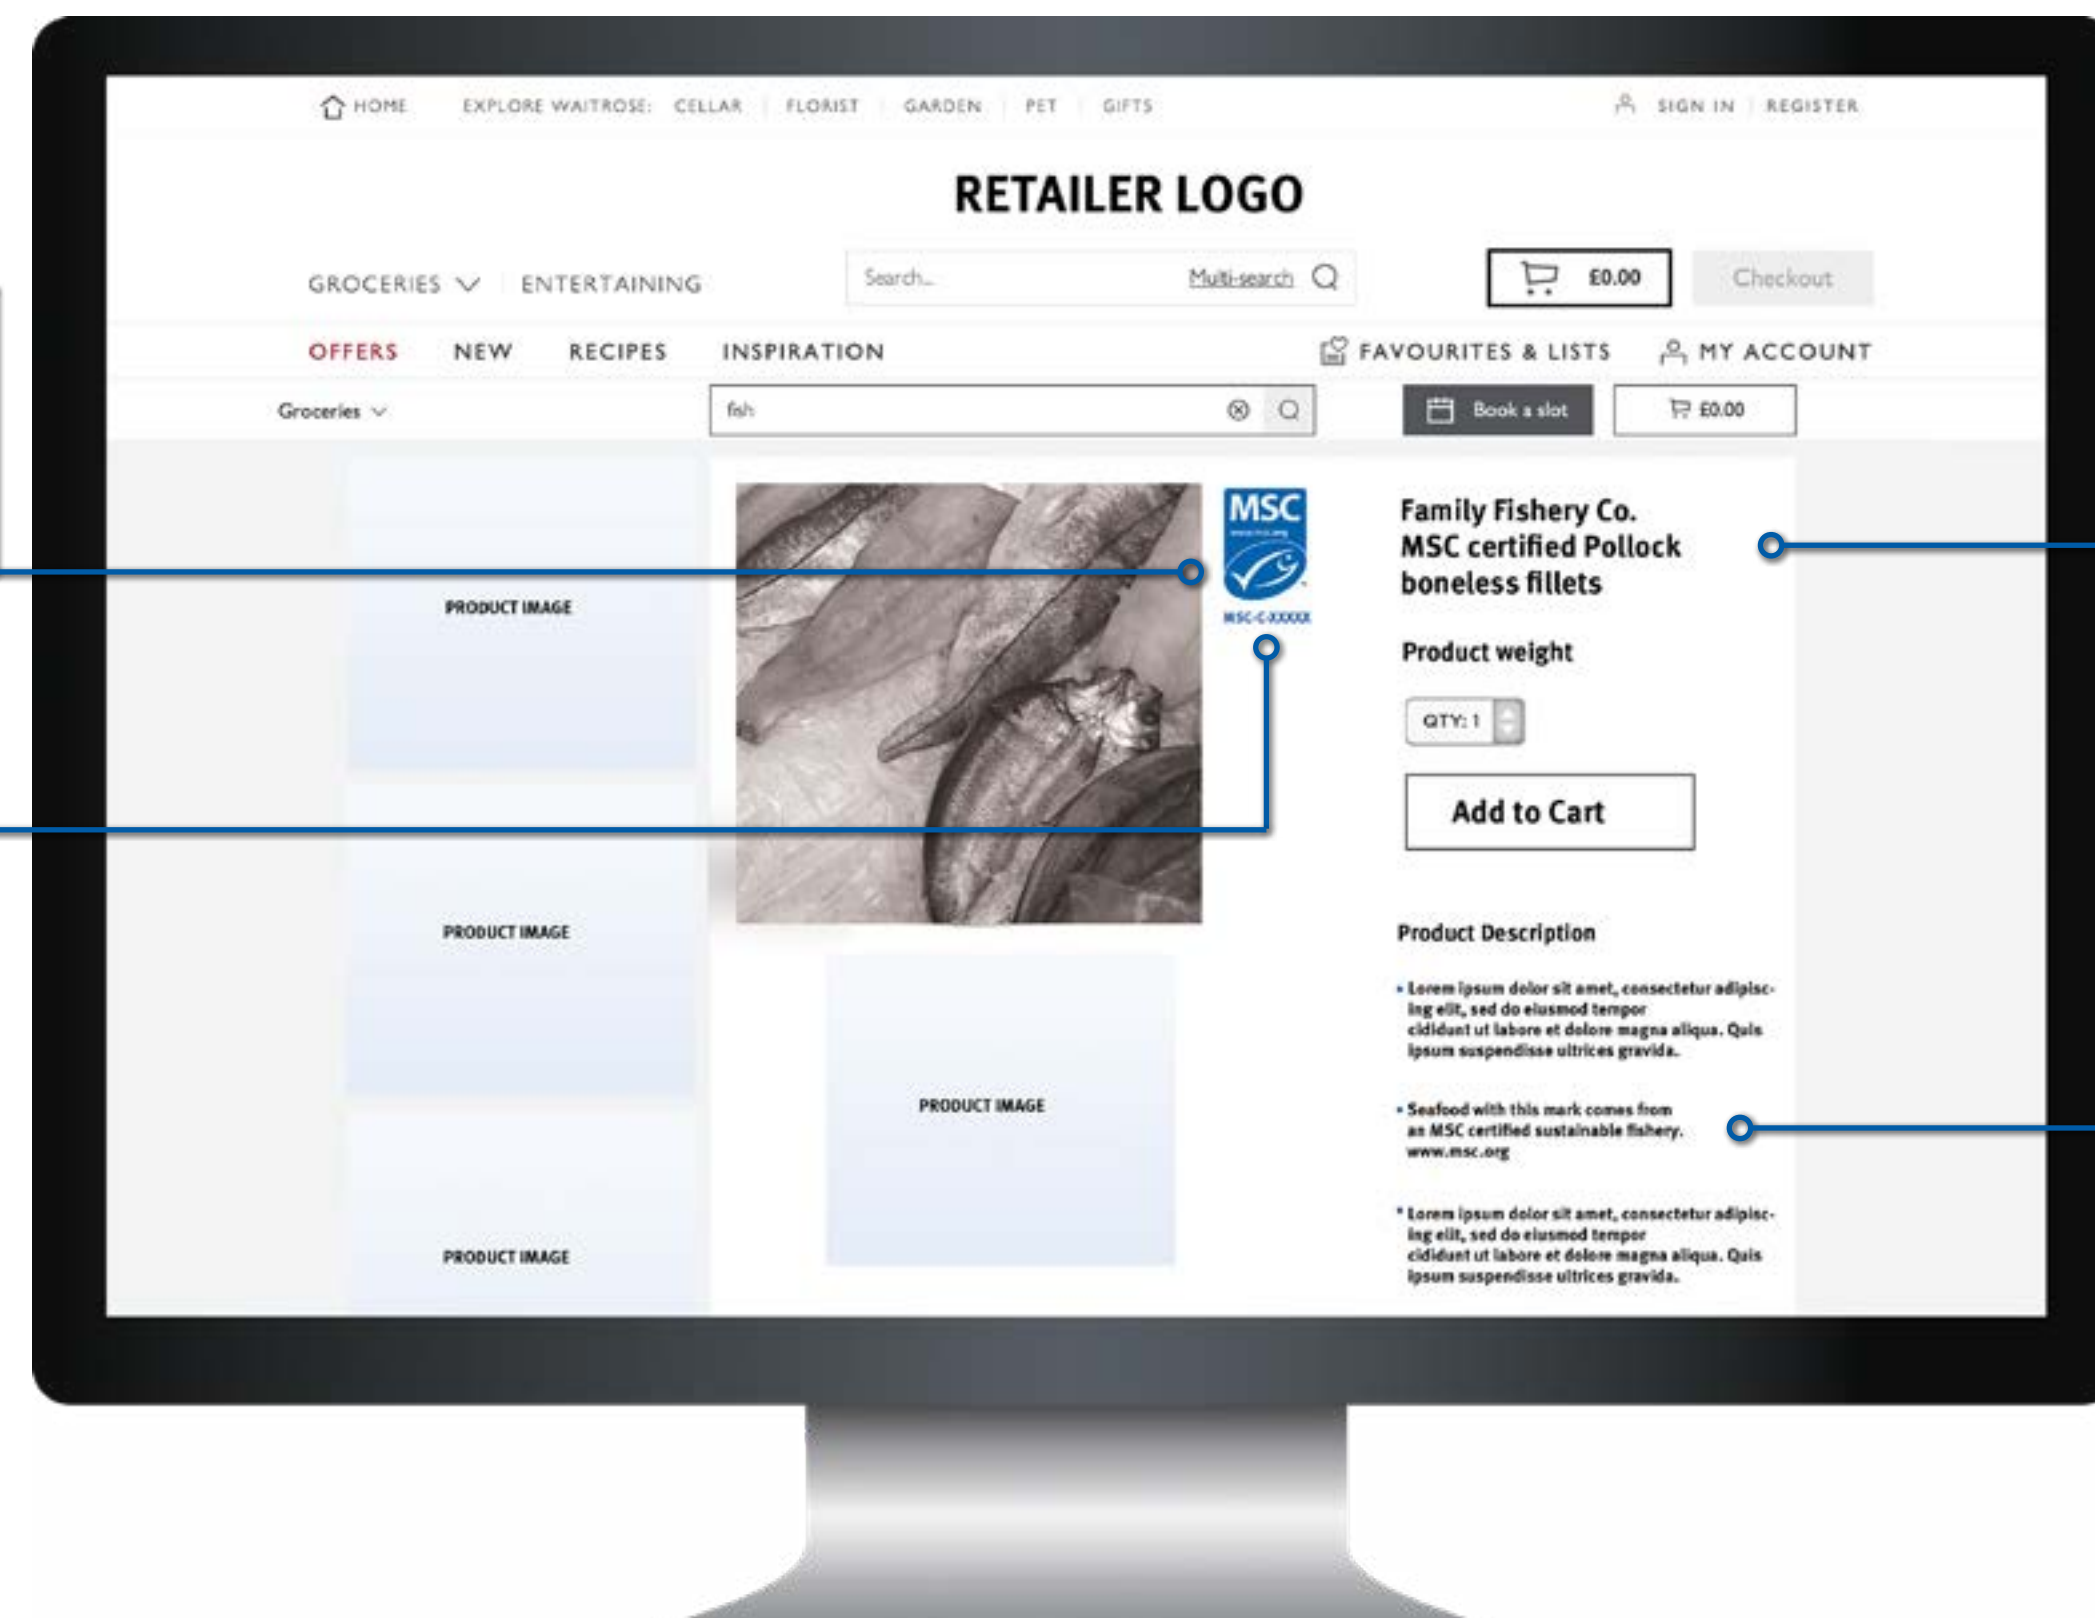 HOME EXPLORE WAITROSE: CELLAR FLORIST GARDEN PET GIFTS SIGN IN REGISTER
RETAILER LOGO
GROCERIES ENTERTAINING Search... Multi-search £0.00 Checkout
OFFERS NEW RECIPES INSPIRATION FAVOURITES & LISTS MY ACCOUNT
Groceries fish Book a slot £0.00
PRODUCT IMAGE
PRODUCT IMAGE
PRODUCT IMAGE
MSC
www.msc.org
MSC-C-XXXXX
PRODUCT IMAGE
Family Fishery Co.
MSC certified Pollock
boneless fillets
Product weight
QTY: 1
Add to Cart
Product Description
• Lorem ipsum dolor sit amet, consectetur adipisc-
ing elit, sed do eiusmod tempor
cididunt ut labore et dolore magna aliqua. Quis
ipsum suspendisse ultrices gravida.
• Seafood with this mark comes from
an MSC certified sustainable fishery.
www.msc.org
• Lorem ipsum dolor sit amet, consectetur adipisc-
ing elit, sed do eiusmod tempor
cididunt ut labore et dolore magna aliqua. Quis
ipsum suspendisse ultrices gravida.